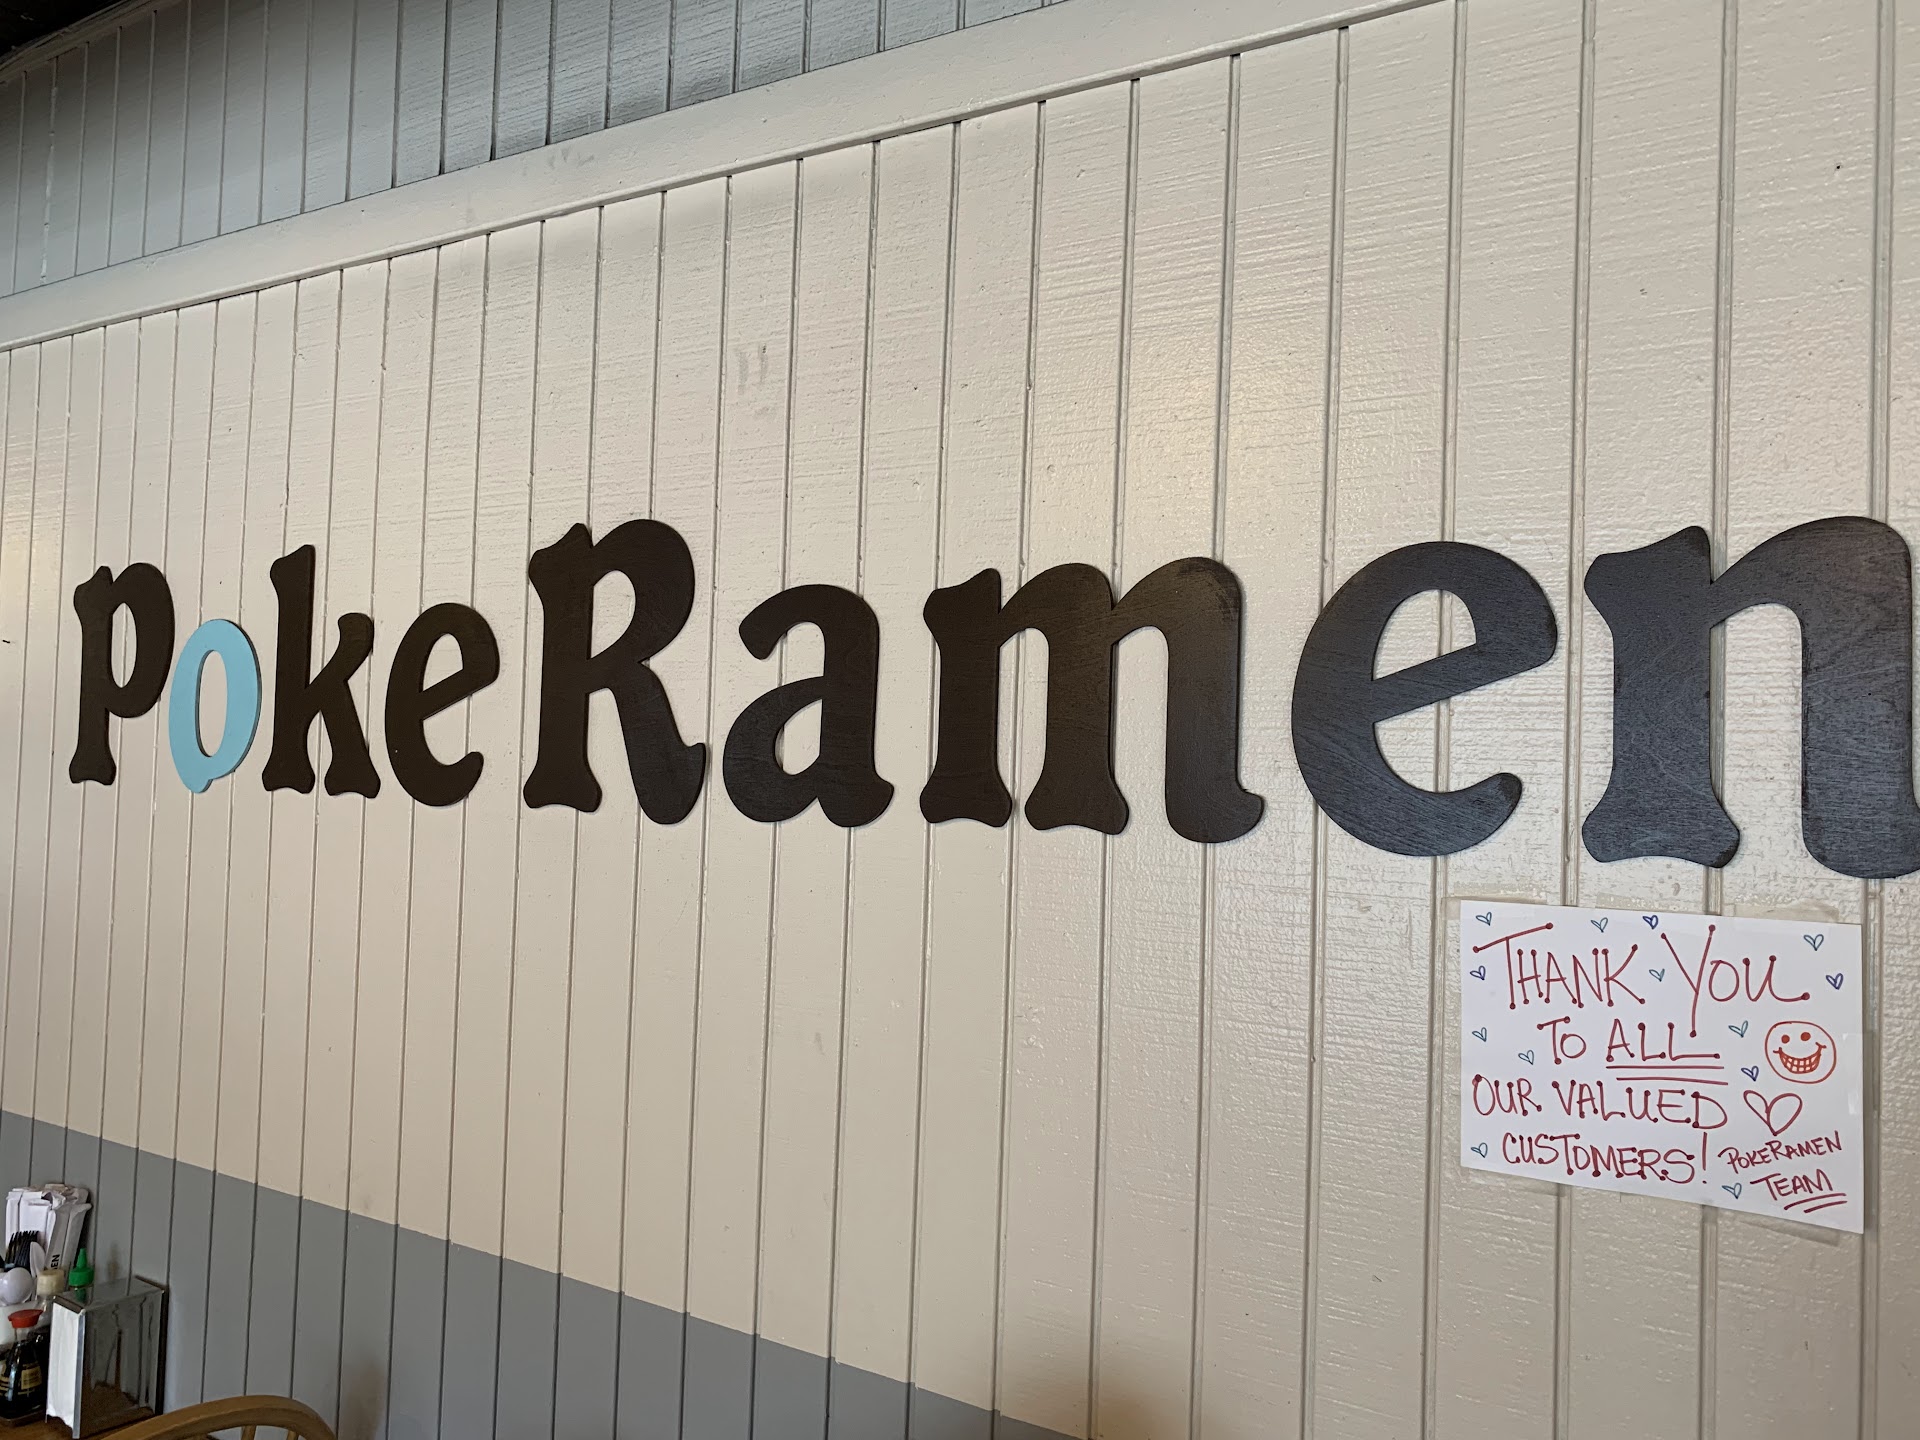 PokeRamen
THANK YOU
TO ALL
OUR VALUED
CUSTOMERS!
POKERAMEN
TEAM